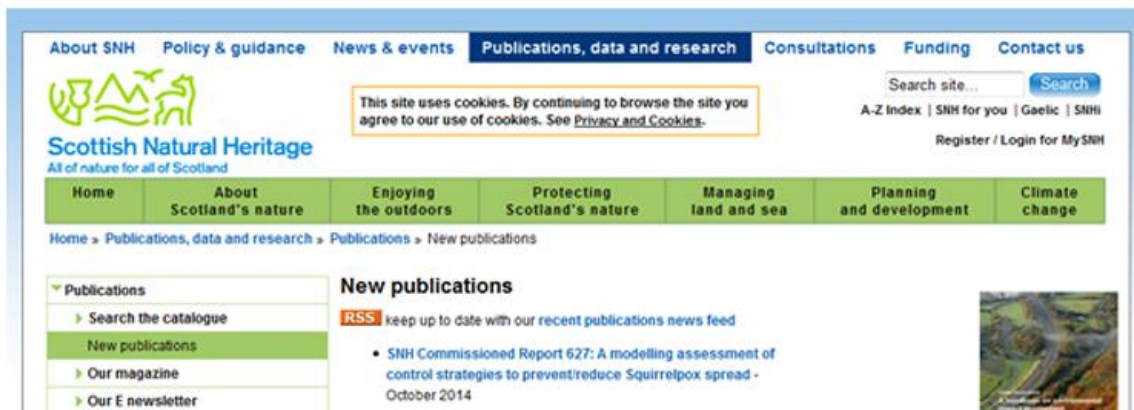 About SNH Policy & guidance News & events Publications, data and research Consultations Funding Contact us
Search site... Search
This site uses cookies. By continuing to browse the site you
agree to our use of cookies. See Privacy and Cookies.
A-Z Index | SNH for you | Gaelic | SNHi
Register / Login for MySNH
Scottish Natural Heritage
All of nature for all of Scotland
Home About Enjoying Protecting Managing Planning Climate
Scotland's nature the outdoors Scotland's nature land and sea and development change
Home » Publications, data and research » Publications » New publications
Publications
Search the catalogue
New publications
Our magazine
Our E newsletter
New publications
RSS keep up to date with our recent publications news feed
• SNH Commissioned Report 627: A modelling assessment of
control strategies to prevent/reduce Squirrelpox spread -
October 2014